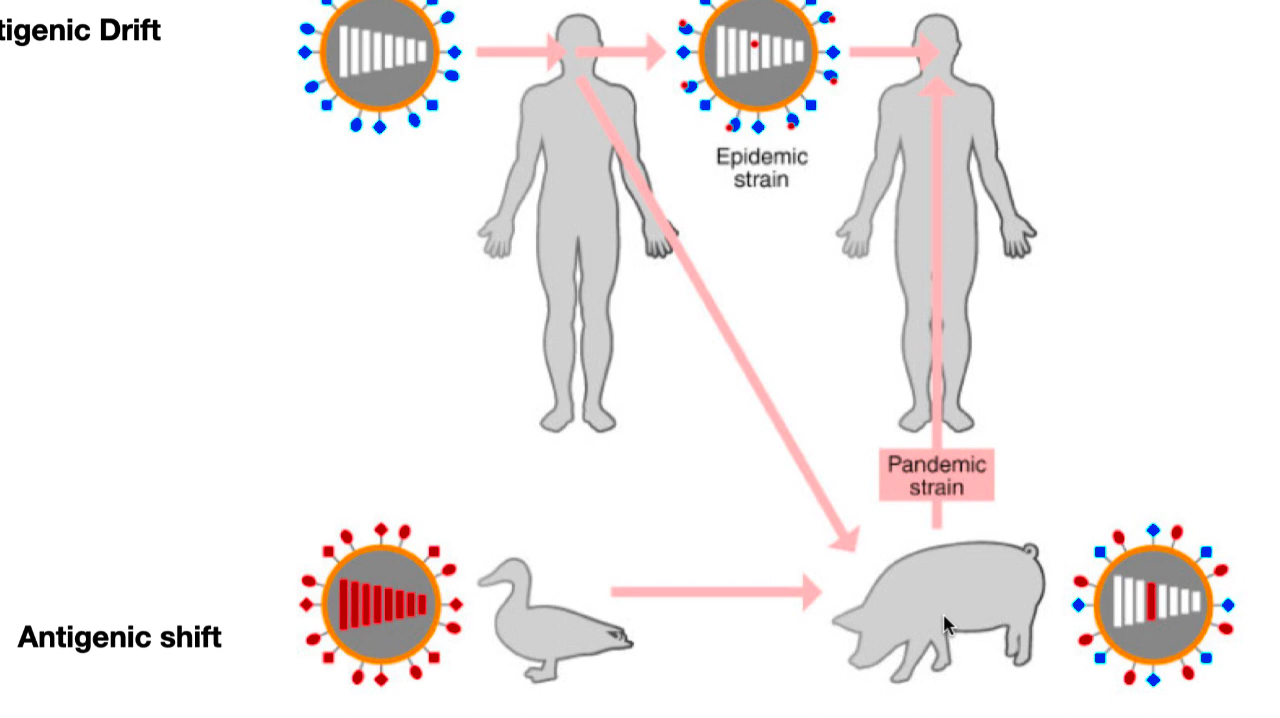 tigenic Drift
Epidemic
strain
Pandemic
strain
Antigenic shift